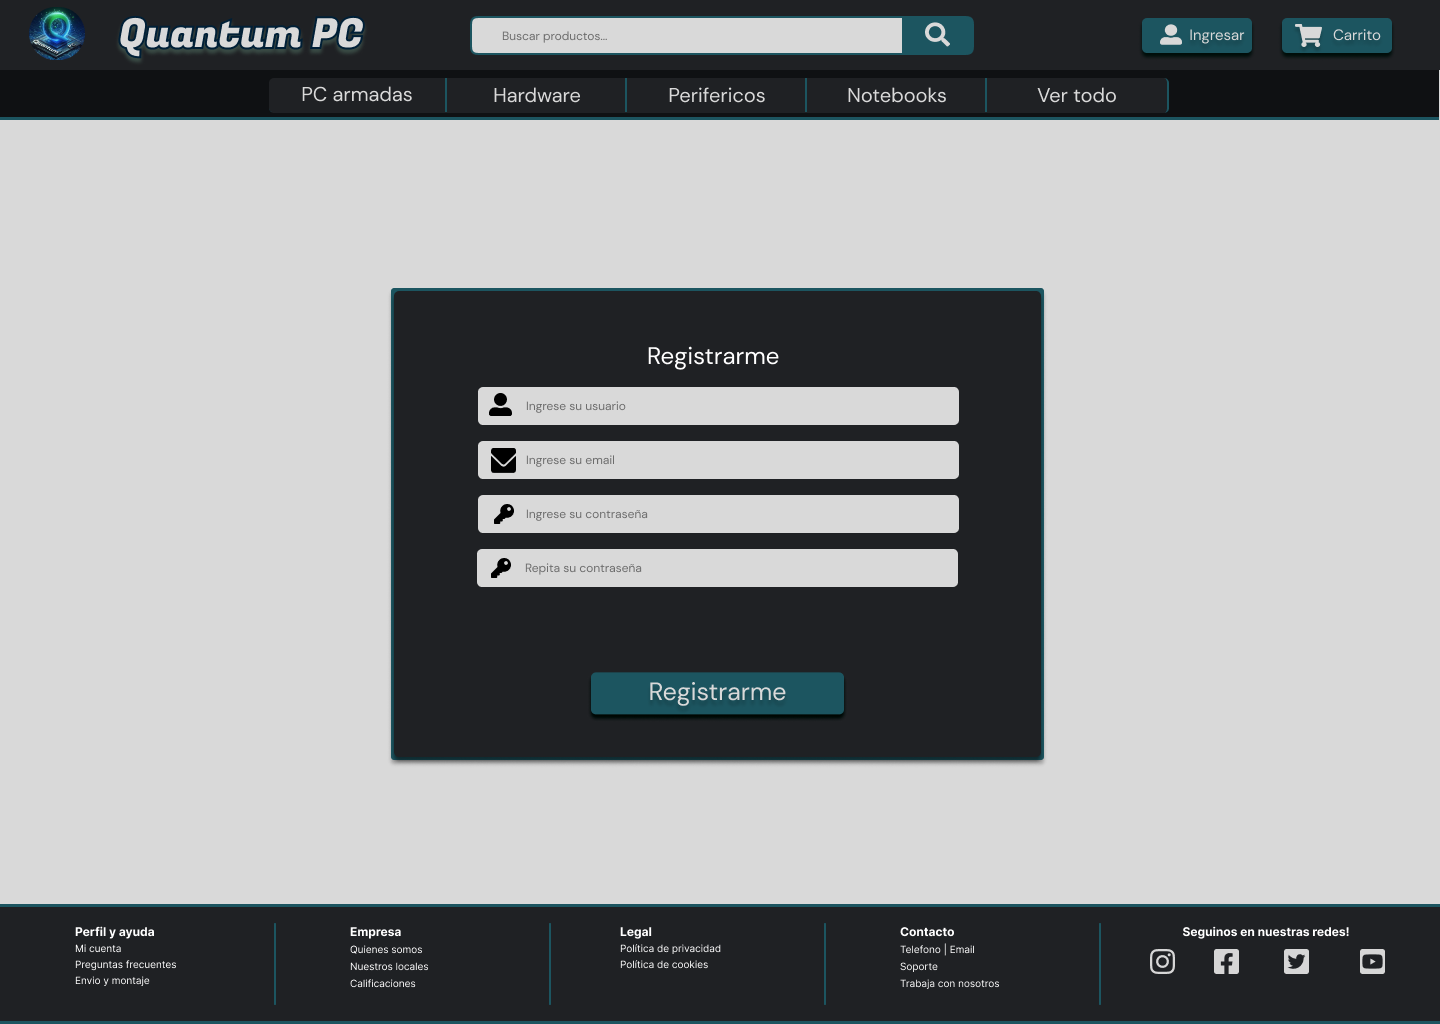 Quantum PC
Buscar productos...
Ingresar
Carrito
PC armadas
Hardware
Perifericos
Notebooks
Ver todo
Registrarme
Ingrese su usuario
Ingrese su email
Ingrese su contraseña
Repita su contraseña
Registrarme
Perfil y ayuda
Mi cuenta
Preguntas frecuentes
Envio y montaje
Empresa
Quienes somos
Nuestros locales
Calificaciones
Legal
Política de privacidad
Política de cookies
Contacto
Telefono | Email
Soporte
Trabaja con nosotros
Seguinos en nuestras redes!